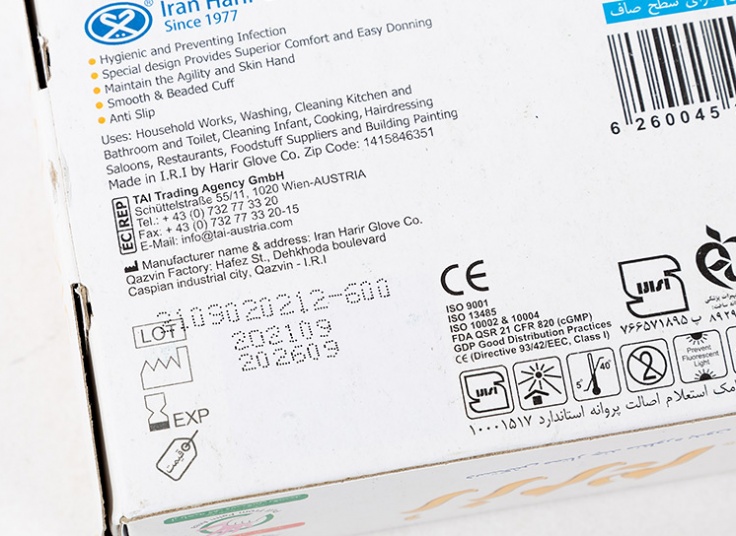 Iran Harir
Since 1977
Hygienic and Preventing Infection
Special design Provides Superior Comfort and Easy Donning
Maintain the Agility and Skin Hand
Smooth & Beaded Cuff
Anti Slip
Uses: Household Works, Washing, Cleaning Kitchen and
Bathroom and Toilet, Cleaning Infant, Cooking, Hairdressing
Saloons, Restaurants, Foodstuff Suppliers and Building Painting
Made in I.R.I by Harir Glove Co. Zip Code: 1415846351
EC REP
TAI Trading Agency GmbH
Schüttelstraße 55/11, 1020 Wien-AUSTRIA
Tel.: + 43 (0) 732 77 33 20
Fax: + 43 (0) 732 77 33 20-15
E-Mail: info@tai-austria.com
Manufacturer name & address: Iran Harir Glove Co.
Qazvin Factory: Hafez St., Dehkhoda boulevard
Caspian industrial city, Qazvin - I.R.I
LOT
2109020212-600
202109
202609
EXP
قیمت
سطح صاف
6 260045
CE
ISO 9001
ISO 13485
ISO 10002 & 10004
FDA QSR 21 CFR 820 (cGMP)
GDP Good Distribution Practices
CE (Directive 93/42/EEC, Class I)
۷۶۶۵۷۱۸۹۵
5° 40°
2
Prevent
Fluorescent
Light
استعلام اصالت پروانه استاندارد ۱۰۰۰۱۵۱۷